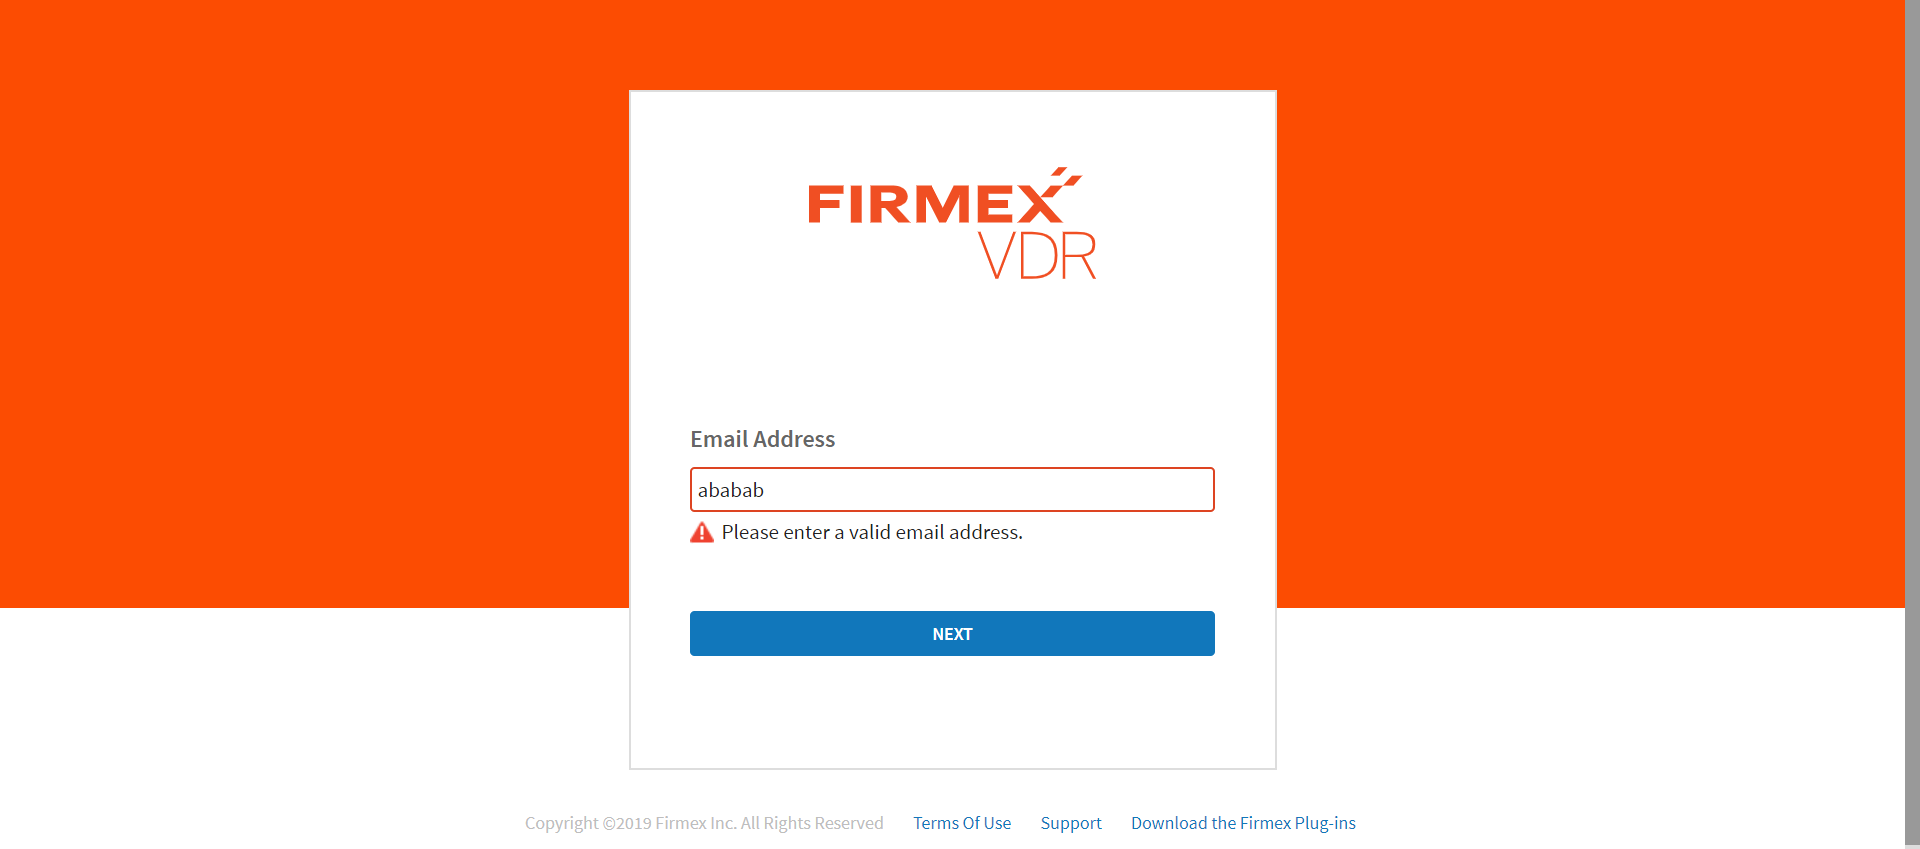 FIRMEX
VDR
Email Address
ababab
Please enter a valid email address.
NEXT
Copyright ©2019 Firmex Inc. All Rights Reserved Terms Of Use Support Download the Firmex Plug-ins